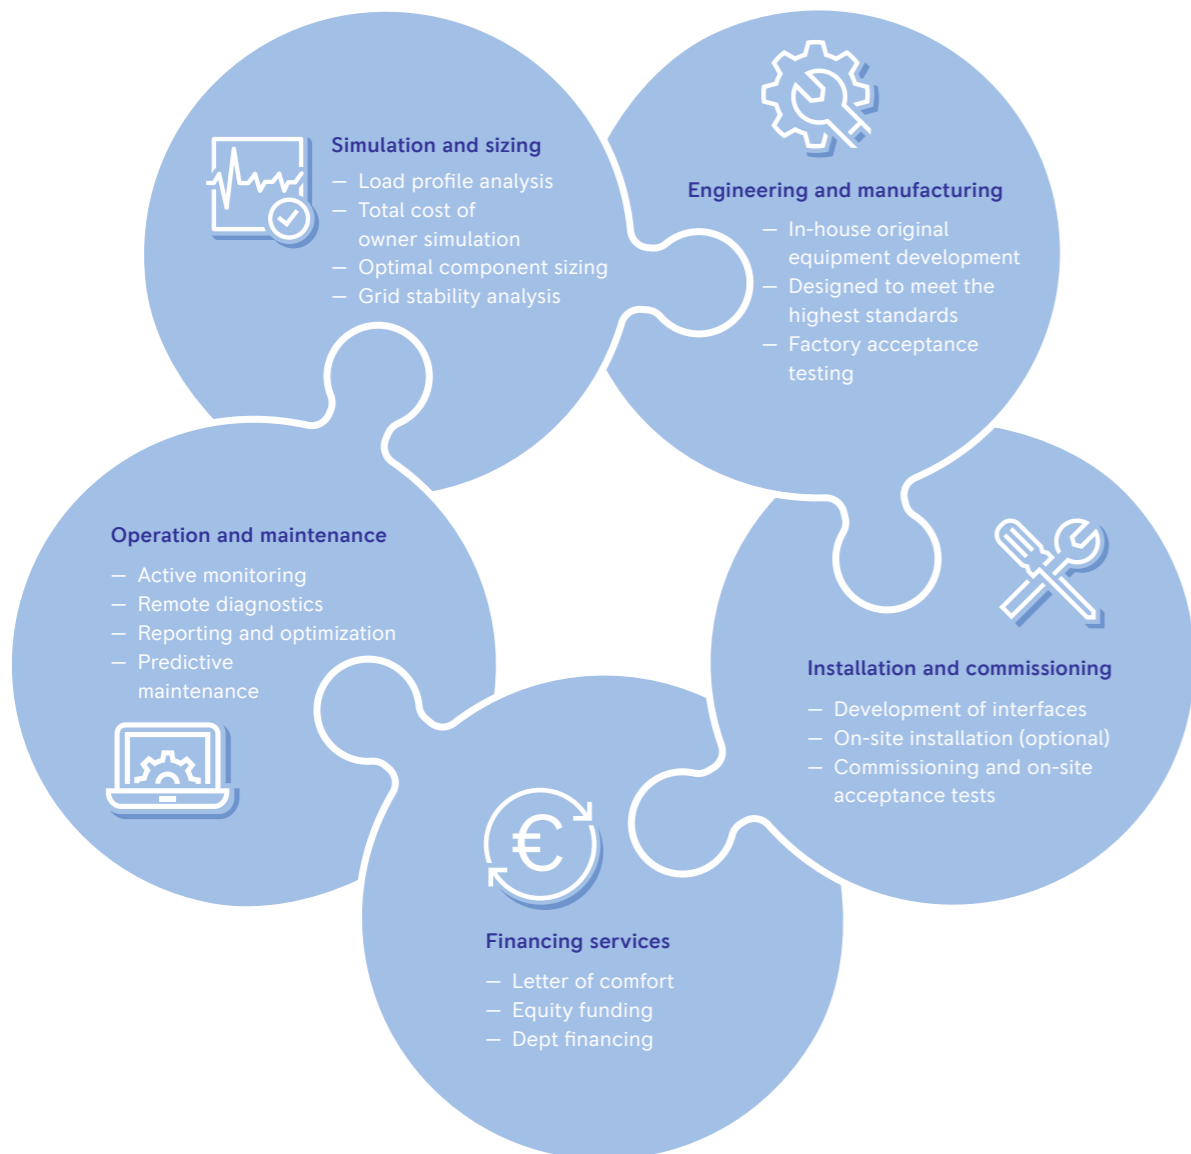 Simulation and sizing
— Load profile analysis
— Total cost of
owner simulation
— Optimal component sizing
— Grid stability analysis
Engineering and manufacturing
— In-house original
equipment development
— Designed to meet the
highest standards
— Factory acceptance
testing
Operation and maintenance
— Active monitoring
— Remote diagnostics
— Reporting and optimization
— Predictive
maintenance
Installation and commissioning
— Development of interfaces
— On-site installation (optional)
— Commissioning and on-site
acceptance tests
€
Financing services
— Letter of comfort
— Equity funding
— Dept financing